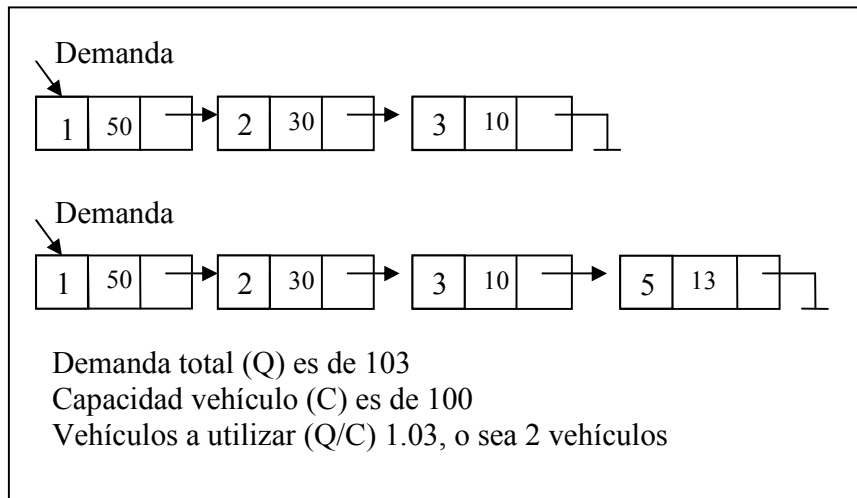 Demanda
1 50 2 30 3 10
Demanda
1 50 2 30 3 10 5 13
Demanda total (Q) es de 103
Capacidad vehículo (C) es de 100
Vehículos a utilizar (Q/C) 1.03, o sea 2 vehículos